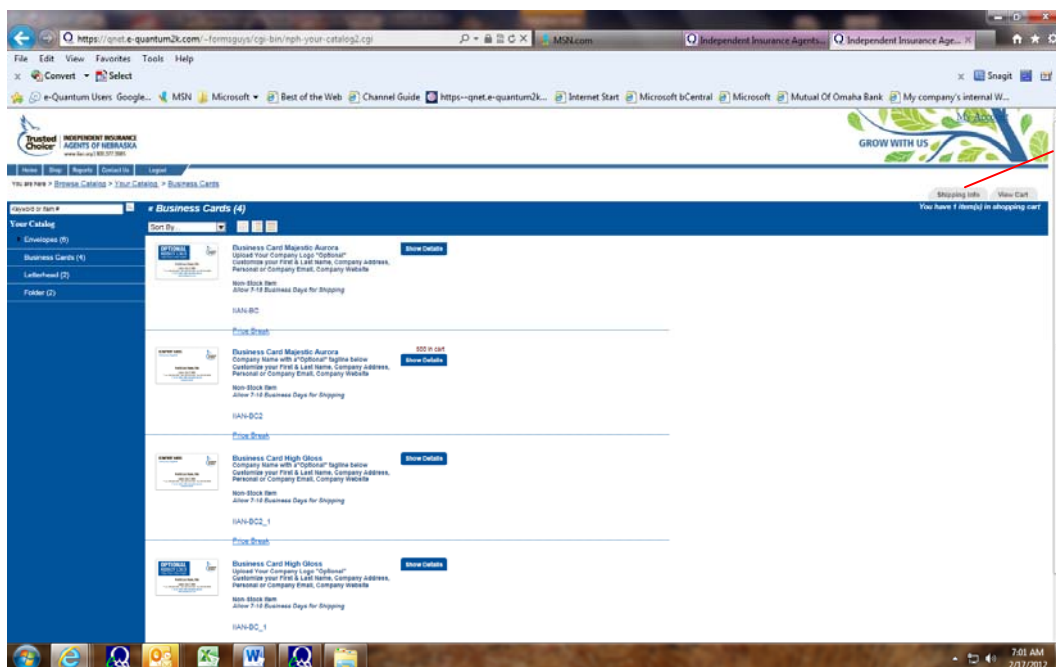 https://qnet.e-quantum2k.com/~formsguys/cgi-bin/nph-your-catalog2.cgi
MSN.com
Independent Insurance Agents...
Independent Insurance Age...
File Edit View Favorites Tools Help
x Convert Select
x Snagit
e-Quantum Users Google... MSN Microsoft Best of the Web Channel Guide https--qnet.e-quantum2k... Internet Start Microsoft bCentral Microsoft Mutual Of Omaha Bank My company's internal W...
My Account
Trusted Choice
INDEPENDENT INSURANCE
AGENTS OF NEBRASKA
GROW WITH US
Home Shop Reports Contact Us Logout
You are here > Browse Catalog > Your Catalog > Business Cards
Shipping Info View Cart
Keyword or Item #
« Business Cards (4)
You have 1 item(s) in shopping cart
Your Catalog
Sort By...
Envelopes (6)
Business Cards (4)
Letterhead (2)
Folder (2)
Business Card Majestic Aurora
Show Details
Upload Your Company Logo "Optional"
Customize your First & Last Name, Company Address,
Personal or Company Email, Company Website
Non-Stock Item
Allow 7-10 Business Days for Shipping
IIAN-BC
Price Break
500 in cart
Business Card Majestic Aurora
Show Details
Company Name with a"Optional" tagline below
Customize your First & Last Name, Company Address,
Personal or Company Email, Company Website
Non-Stock Item
Allow 7-10 Business Days for Shipping
IIAN-BC2
Price Break
Business Card High Gloss
Show Details
Company Name with a"Optional" tagline below
Customize your First & Last Name, Company Address,
Personal or Company Email, Company Website
Non-Stock Item
Allow 7-10 Business Days for Shipping
IIAN-BC2_1
Price Break
Business Card High Gloss
Show Details
Upload Your Company Logo "Optional"
Customize your First & Last Name, Company Address,
Personal or Company Email, Company Website
Non-Stock Item
Allow 7-10 Business Days for Shipping
IIAN-BC_1
7:01 AM
2/17/2012